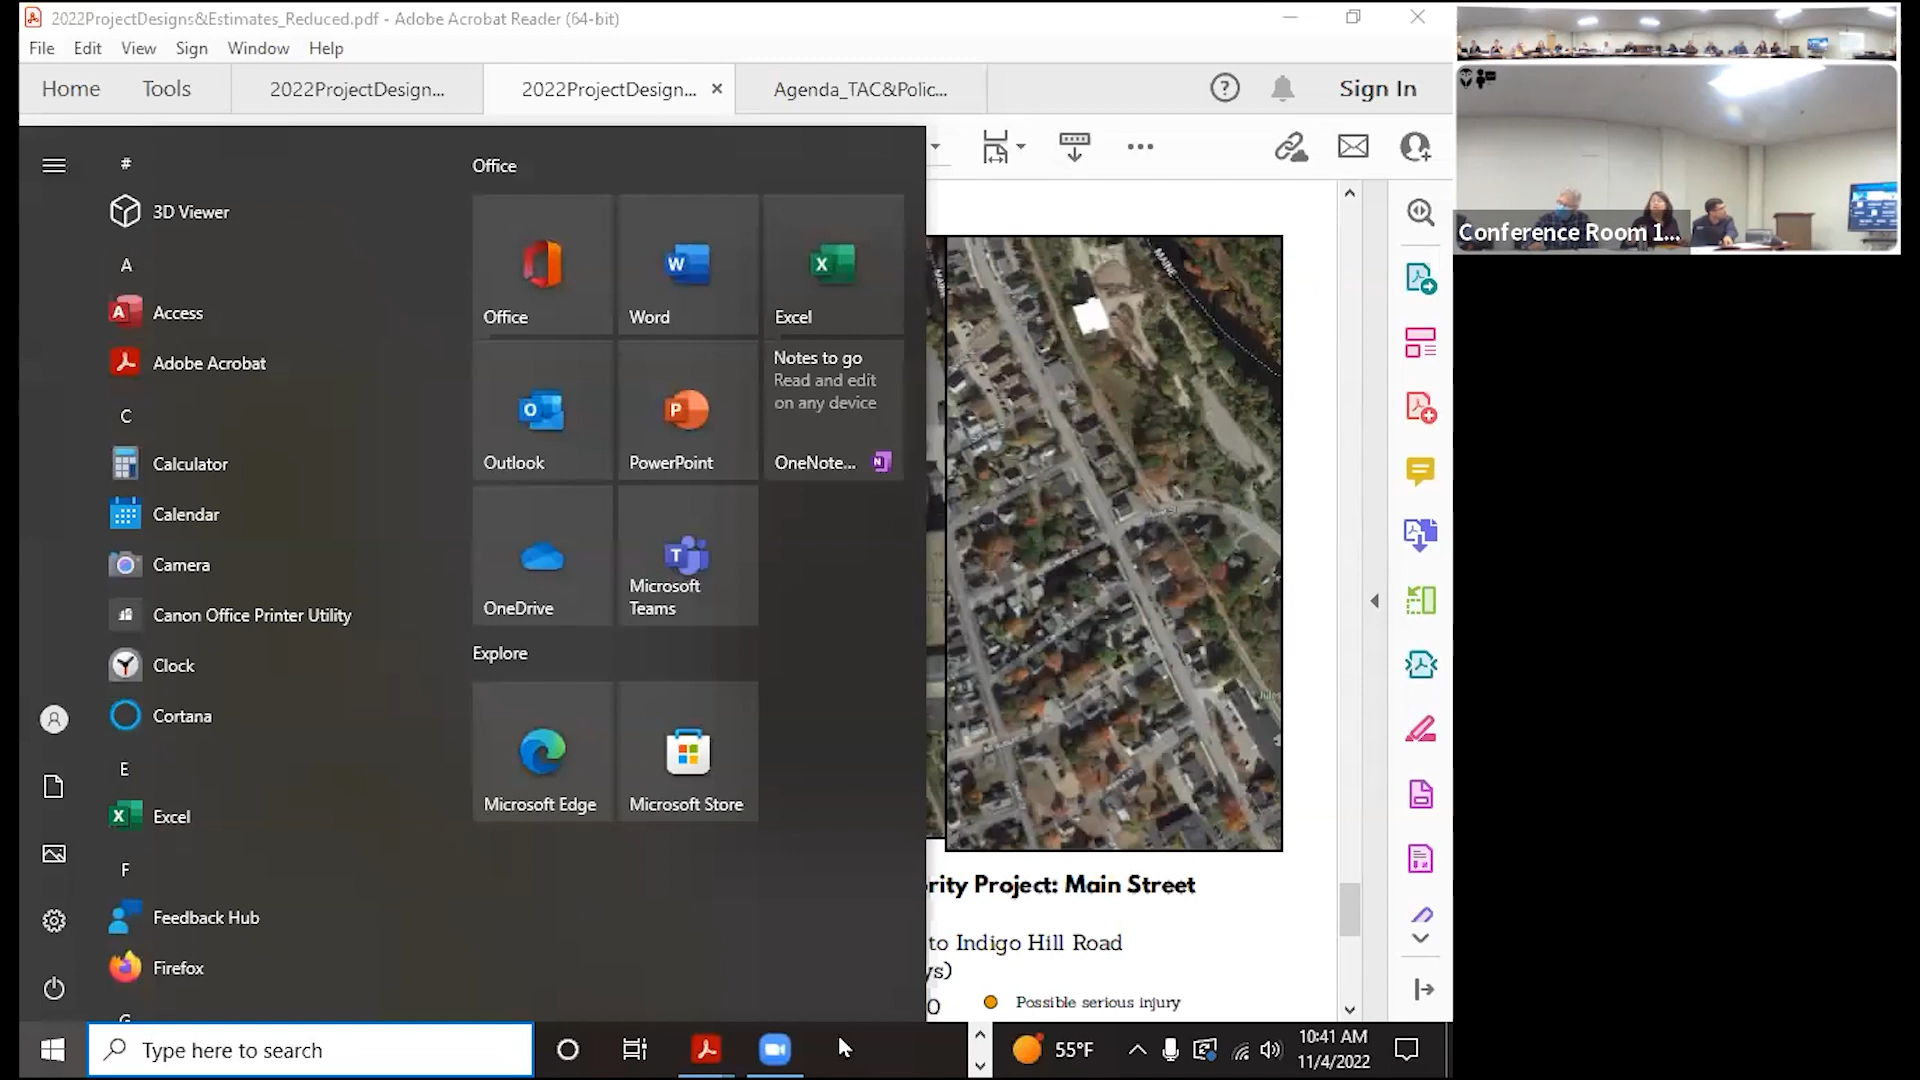 2022ProjectDesigns&Estimates_Reduced.pdf - Adobe Acrobat Reader (64-bit)
File Edit View Sign Window Help
Home Tools 2022ProjectDesign... 2022ProjectDesign... Agenda_TAC&Polic... Sign In
#
3D Viewer
A
Access
Adobe Acrobat
C
Calculator
Calendar
Camera
Canon Office Printer Utility
Clock
Cortana
E
Excel
F
Feedback Hub
Firefox
G
Office
Office Word Excel
Outlook PowerPoint
Notes to go
Read and edit
on any device
OneNote...
OneDrive
Microsoft
Teams
Explore
Microsoft Edge Microsoft Store
MAINE
rity Project: Main Street
to Indigo Hill Road
ys)
0
Possible serious injury
Conference Room 1...
Type here to search
55°F
10:41 AM
11/4/2022